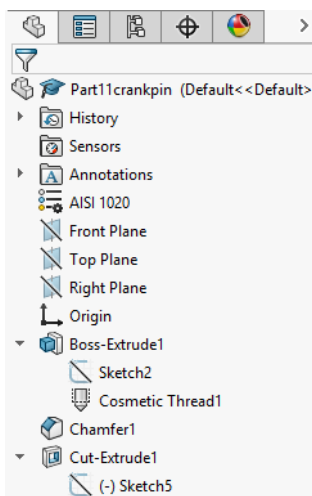 Part11crankpin (Default<<Default>
History
Sensors
Annotations
AISI 1020
Front Plane
Top Plane
Right Plane
Origin
Boss-Extrude1
Sketch2
Cosmetic Thread1
Chamfer1
Cut-Extrude1
(-) Sketch5